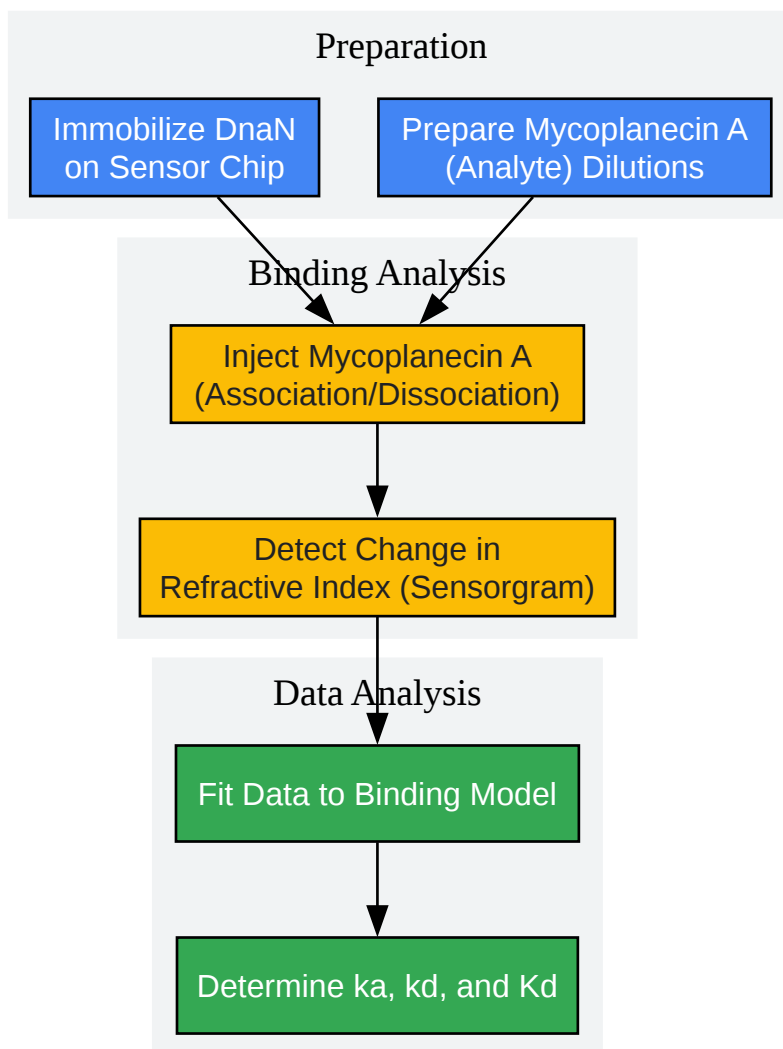 Preparation
Immobilize DnaN
on Sensor Chip
Prepare Mycoplanecin A
(Analyte) Dilutions
Binding Analysis
Inject Mycoplanecin A
(Association/Dissociation)
Detect Change in
Refractive Index (Sensorgram)
Data Analysis
Fit Data to Binding Model
Determine ka, kd, and Kd